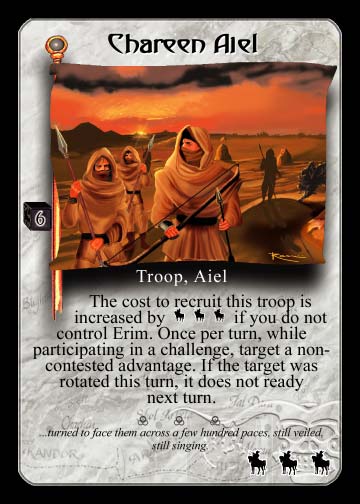 Chareen Aiel
6
Troop, Aiel
The cost to recruit this troop is
increased by if you do not
control Erim. Once per turn, while
participating in a challenge, target a non-
contested advantage. If the target was
rotated this turn, it does not ready
next turn.
...turned to face them across a few hundred paces, still veiled,
still singing.
KANDOR